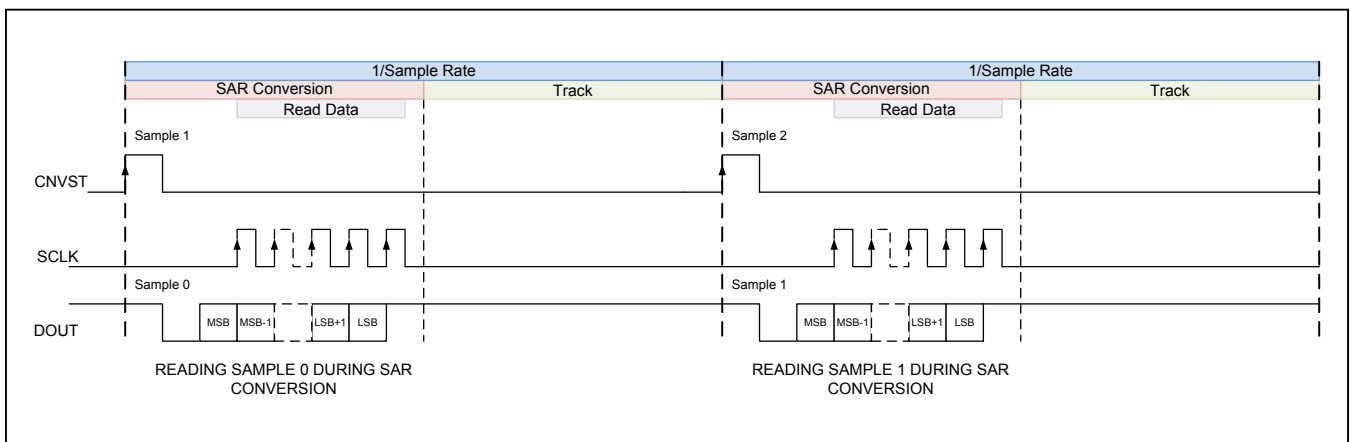 1/Sample Rate 1/Sample Rate
SAR Conversion Track SAR Conversion Track
Read Data Read Data
Sample 1 Sample 2
CNVST
SCLK
Sample 0 Sample 1
DOUT MSB MSB-1 LSB+1 LSB MSB MSB-1 LSB+1 LSB
READING SAMPLE 0 DURING SAR READING SAMPLE 1 DURING SAR
CONVERSION CONVERSION